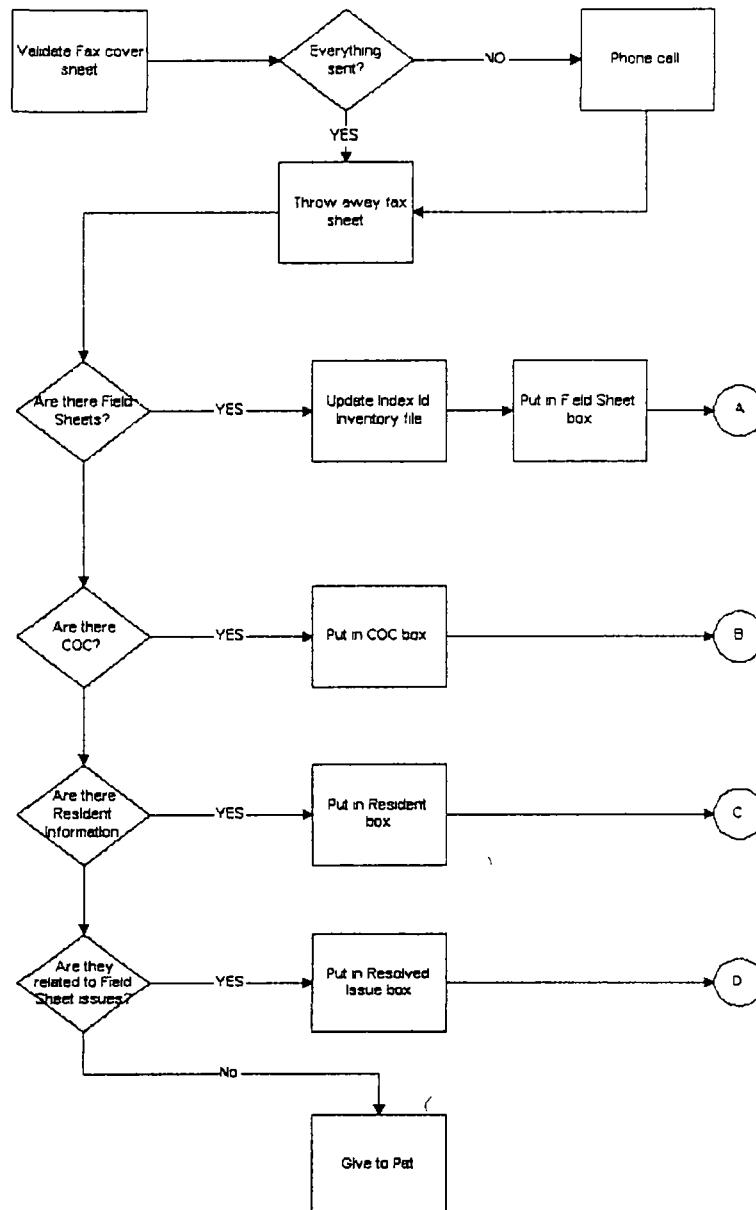 Validate Fax cover
sheet
Everything
sent?
NO
Phone call
YES
Throw away fax
sheet
Are there Field
Sheets?
YES
Update Index Id
Inventory file
Put in Field Sheet
box
A
Are there
COC?
YES
Put in COC box
B
Are there
Resident
Information
YES
Put in Resident
box
C
Are they
related to Field
Sheet issues?
YES
Put in Resolved
Issue box
D
No
Give to Pat